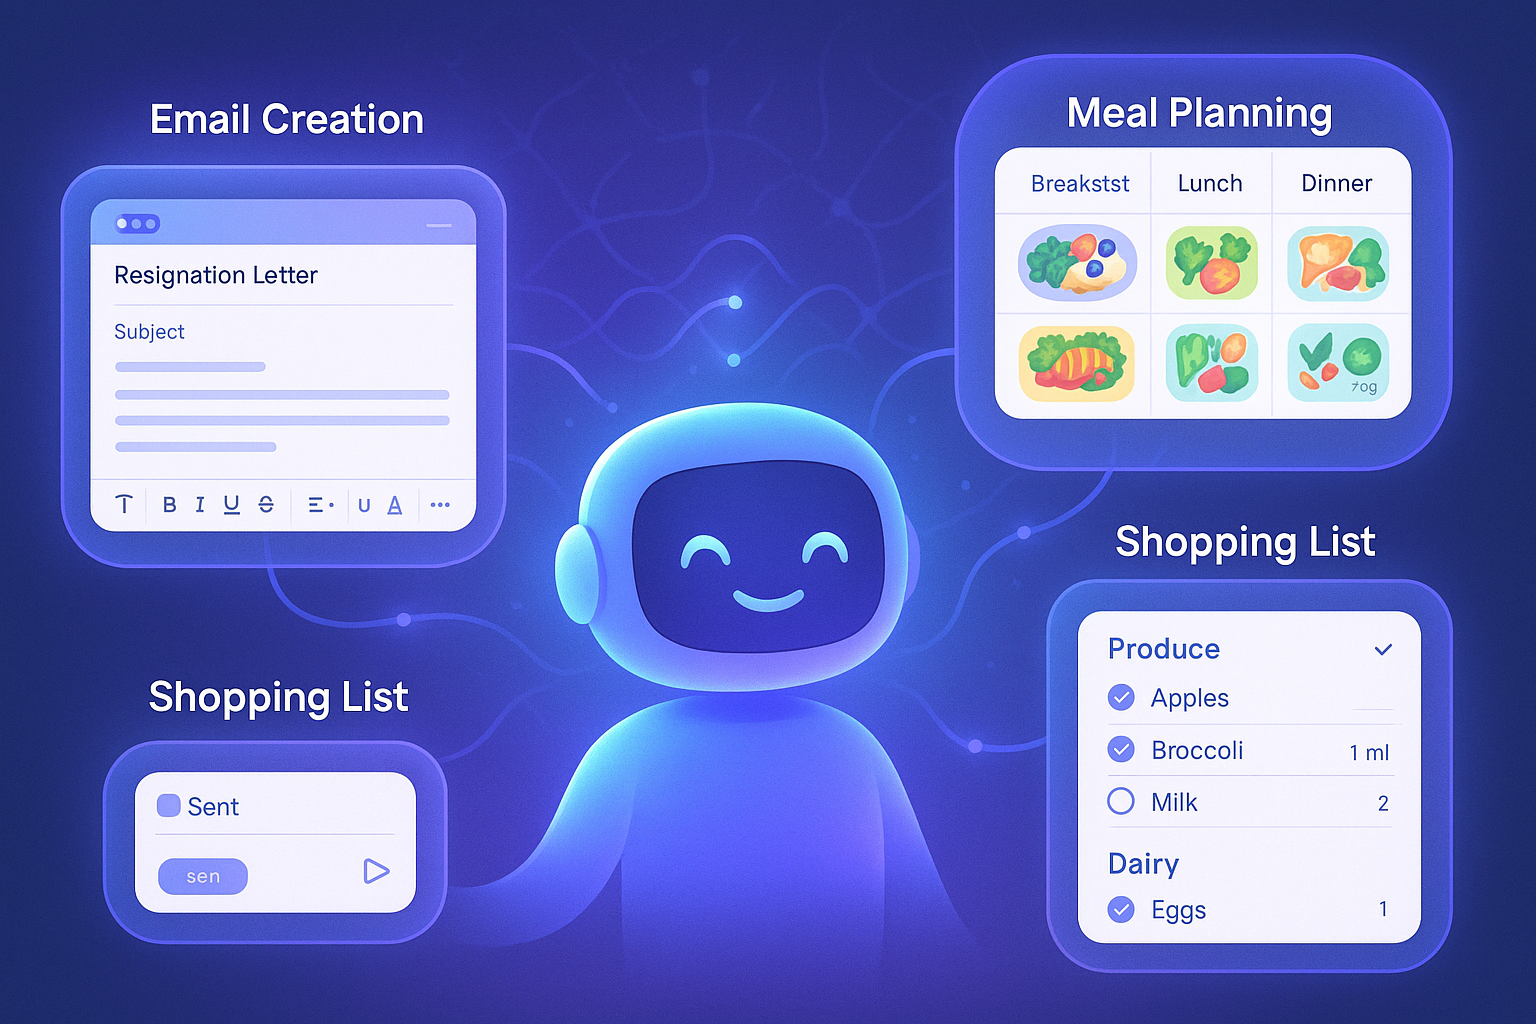 Email Creation
Resignation Letter
Subject
T B I U S U A
Meal Planning
Breakstst Lunch Dinner
7og
Shopping List
Sent
sen
Shopping List
Produce
Apples
Broccoli 1 ml
Milk 2
Dairy
Eggs 1